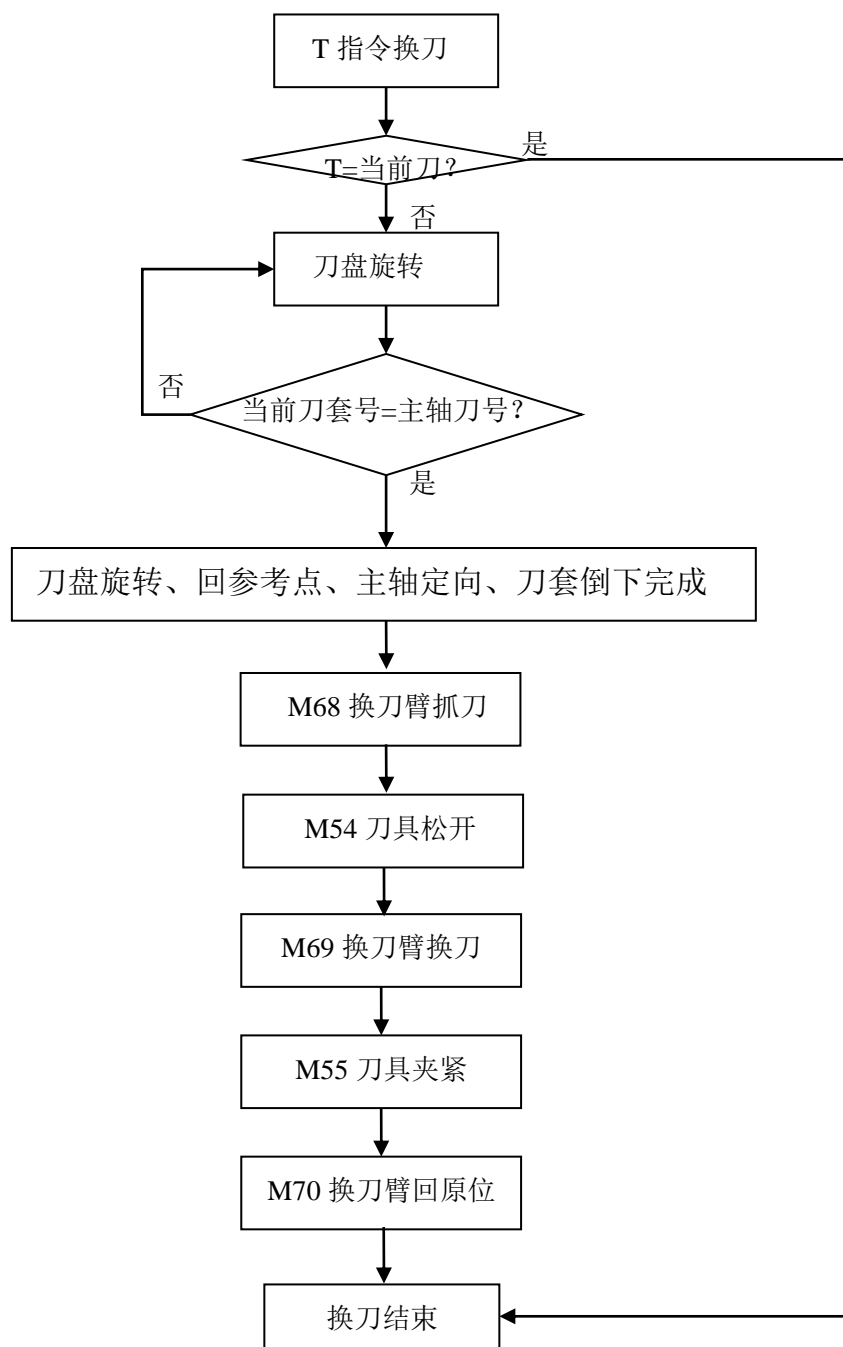 T 指令换刀
是
T=当前刀？
否
刀盘旋转
否
当前刀套号=主轴刀号？
是
刀盘旋转、回参考点、主轴定向、刀套倒下完成
M68 换刀臂抓刀
M54 刀具松开
M69 换刀臂换刀
M55 刀具夹紧
M70 换刀臂回原位
换刀结束